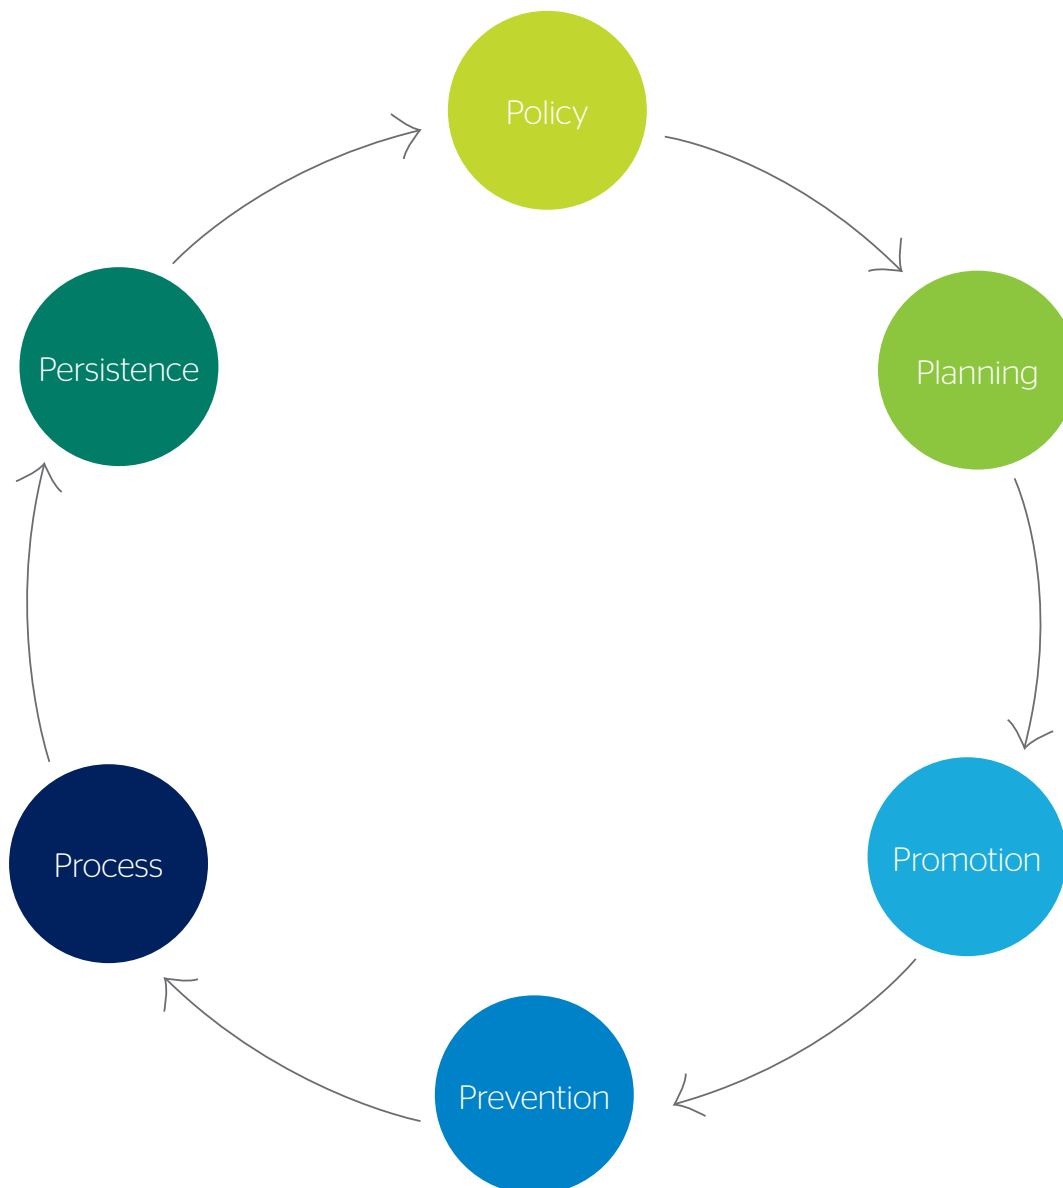 Policy
Planning
Promotion
Prevention
Process
Persistence